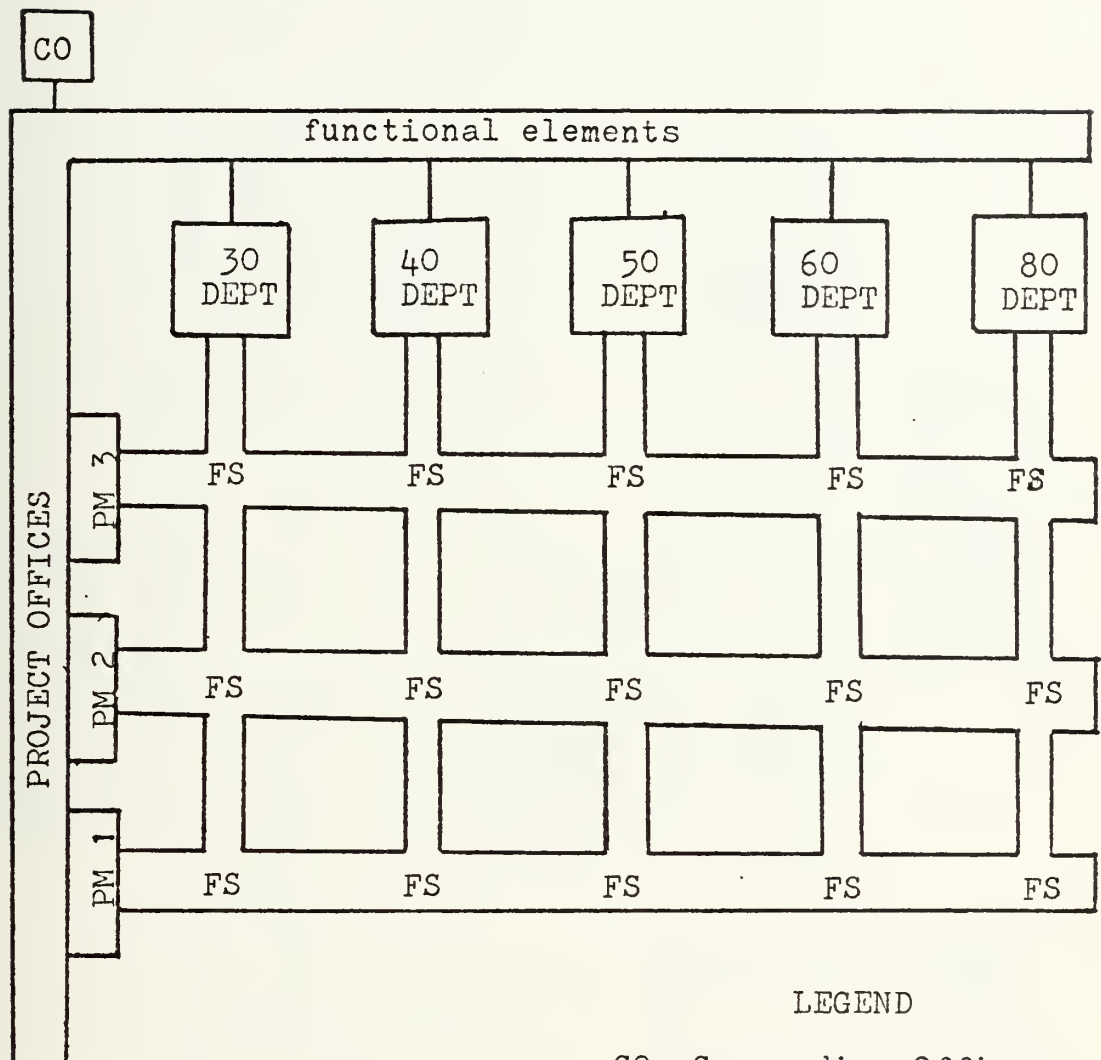 CO
functional elements
30 DEPT
40 DEPT
50 DEPT
60 DEPT
80 DEPT
PROJECT OFFICES
PM 3
FS FS FS FS FS
PM 2
FS FS FS FS FS
PM 1
FS FS FS FS FS
LEGEND